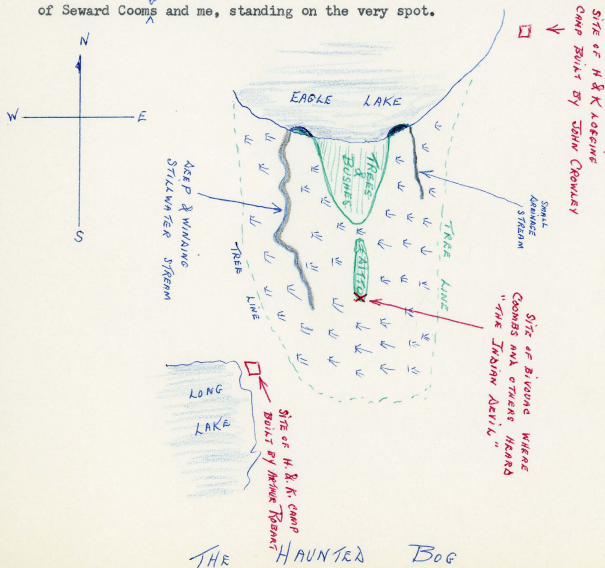 of Seward Cooms and me, standing on the very spot.
N
W
E
S
SITE OF H & K LOGGING
CAMP BUILT BY JOHN CROWLEY
EAGLE LAKE
TREES
&
BUSHES
SMALL
DRAINAGE
STREAM
DEEP & WINDING
STILLWATER STREAM
TREE LINE
TREE LINE
X
SITE OF BIVOUAC WHERE
COOMBS AND OTHERS HEARD
"THE INDIAN DEVIL"
LONG
LAKE
SITE OF H. & K. CAMP
BUILT BY ARTHUR ROBART
THE HAUNTED BOG